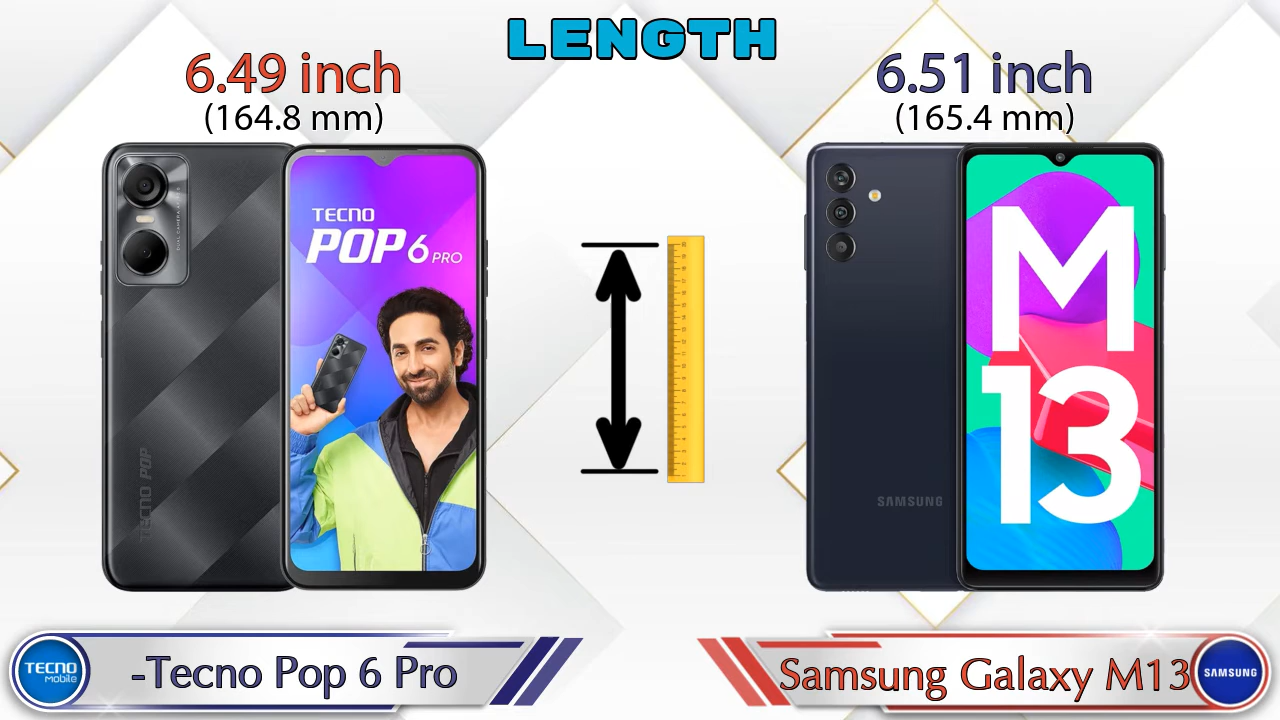 LENGTH
6.49 inch
(164.8 mm)
6.51 inch
(165.4 mm)
TECNO
POP 6 PRO
TECNO POP
M
13
SAMSUNG
TECNO
mobile
-Tecno Pop 6 Pro
Samsung Galaxy M13
SAMSUNG